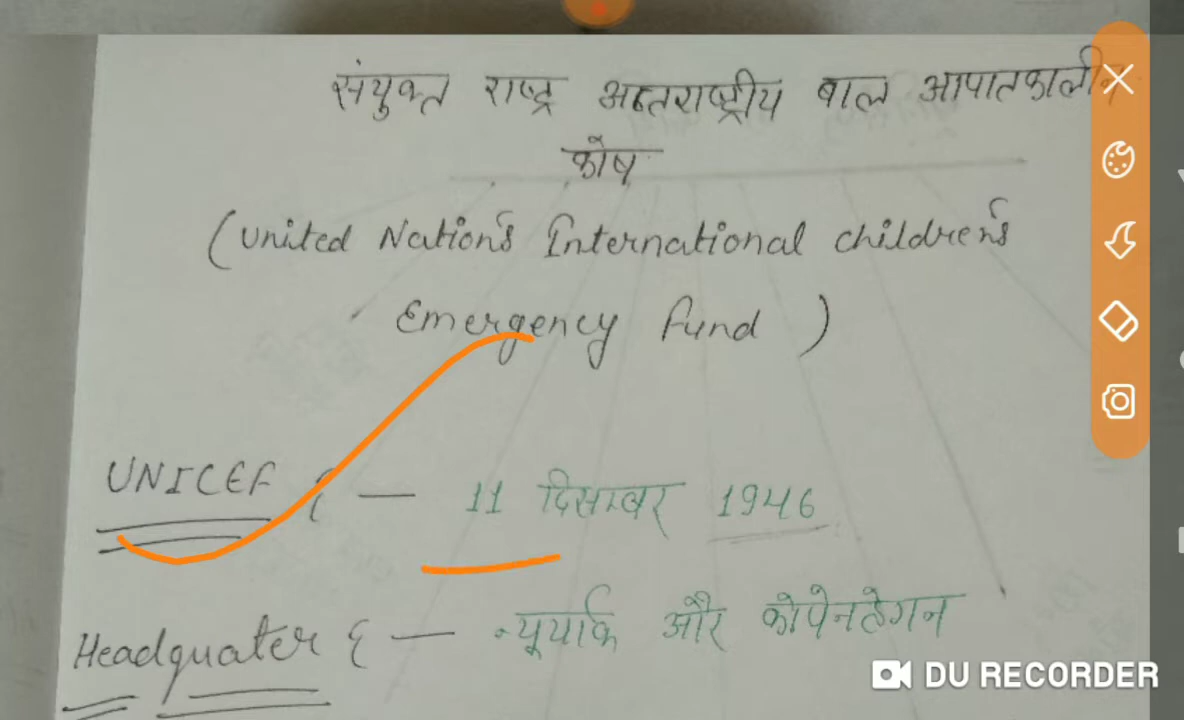 संयुक्त राष्ट्र अन्तराष्ट्रीय बाल आपातकालीन
कोष
(United Nation's International children's
Emergency fund)
UNICEF {— 11 दिसम्बर 1946
Headquater {— न्यूयार्क और कोपेनहेगन
DU RECORDER